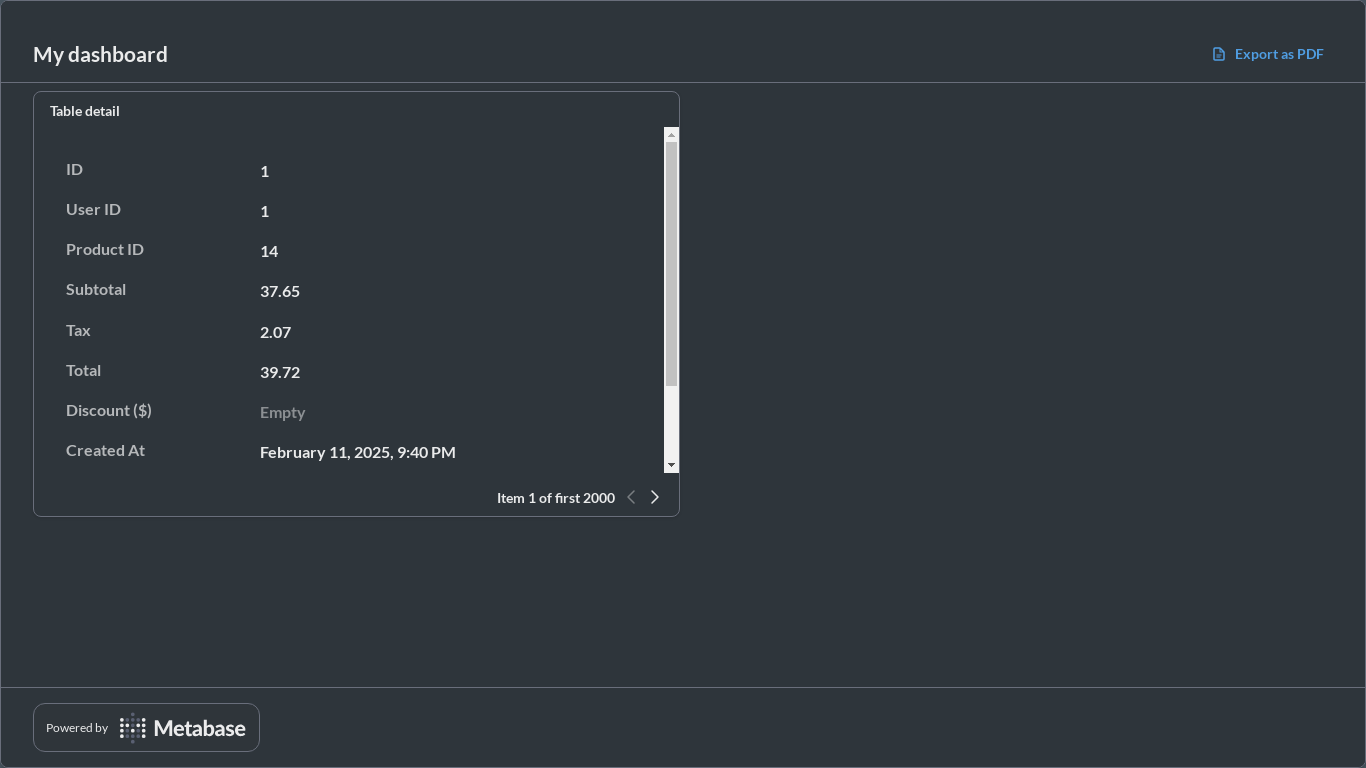 My dashboard
Export as PDF
Table detail
ID 1
User ID 1
Product ID 14
Subtotal 37.65
Tax 2.07
Total 39.72
Discount ($) Empty
Created At February 11, 2025, 9:40 PM
Item 1 of first 2000
Powered by Metabase